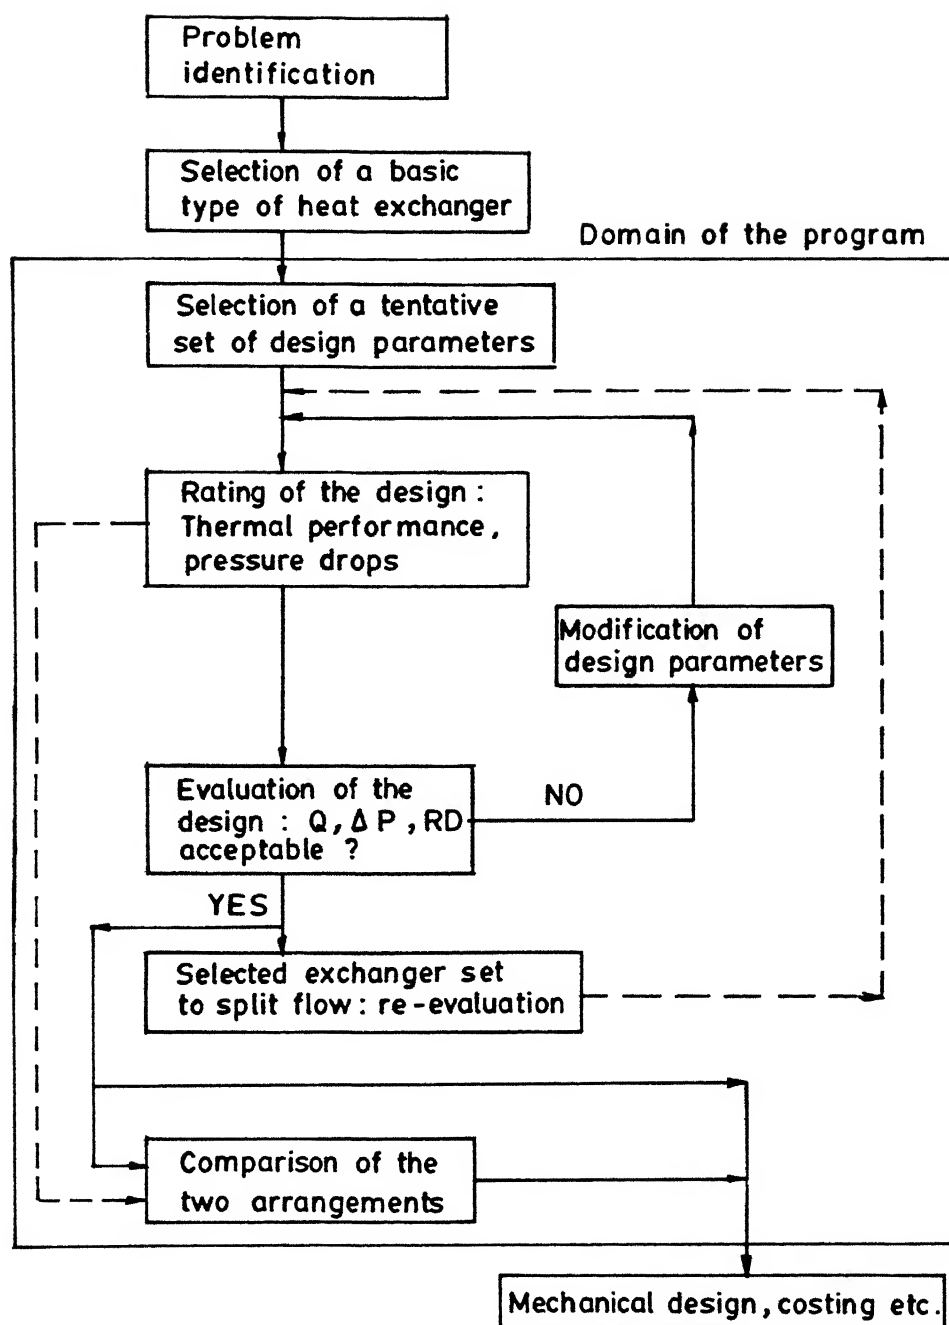 Problem
identification
Selection of a basic
type of heat exchanger
Domain of the program
Selection of a tentative
set of design parameters
Rating of the design :
Thermal performance,
pressure drops
Modification of
design parameters
Evaluation of the
design : Q, Δ P , RD
acceptable ?
NO
YES
Selected exchanger set
to split flow : re-evaluation
Comparison of the
two arrangements
Mechanical design, costing etc.